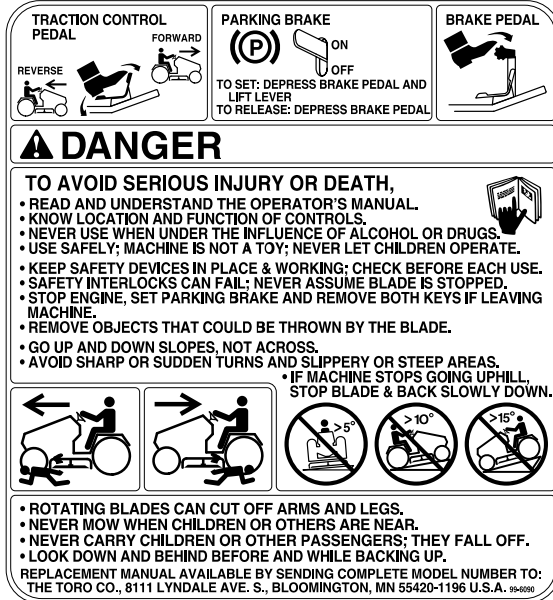 TRACTION CONTROL
PEDAL
FORWARD
REVERSE
PARKING BRAKE
(P)
ON
OFF
TO SET: DEPRESS BRAKE PEDAL AND
LIFT LEVER
TO RELEASE: DEPRESS BRAKE PEDAL
BRAKE PEDAL
DANGER
TO AVOID SERIOUS INJURY OR DEATH,
• READ AND UNDERSTAND THE OPERATOR'S MANUAL.
• KNOW LOCATION AND FUNCTION OF CONTROLS.
• NEVER USE WHEN UNDER THE INFLUENCE OF ALCOHOL OR DRUGS.
• USE SAFELY; MACHINE IS NOT A TOY; NEVER LET CHILDREN OPERATE.
• KEEP SAFETY DEVICES IN PLACE & WORKING; CHECK BEFORE EACH USE.
• SAFETY INTERLOCKS CAN FAIL; NEVER ASSUME BLADE IS STOPPED.
• STOP ENGINE, SET PARKING BRAKE AND REMOVE BOTH KEYS IF LEAVING
MACHINE.
• REMOVE OBJECTS THAT COULD BE THROWN BY THE BLADE.
• GO UP AND DOWN SLOPES, NOT ACROSS.
• AVOID SHARP OR SUDDEN TURNS AND SLIPPERY OR STEEP AREAS.
• IF MACHINE STOPS GOING UPHILL,
STOP BLADE & BACK SLOWLY DOWN.
>5°
>10°
>15°
• ROTATING BLADES CAN CUT OFF ARMS AND LEGS.
• NEVER MOW WHEN CHILDREN OR OTHERS ARE NEAR.
• NEVER CARRY CHILDREN OR OTHER PASSENGERS; THEY FALL OFF.
• LOOK DOWN AND BEHIND BEFORE AND WHILE BACKING UP.
REPLACEMENT MANUAL AVAILABLE BY SENDING COMPLETE MODEL NUMBER TO:
THE TORO CO., 8111 LYNDALE AVE. S., BLOOMINGTON, MN 55420-1196 U.S.A. 99-6090